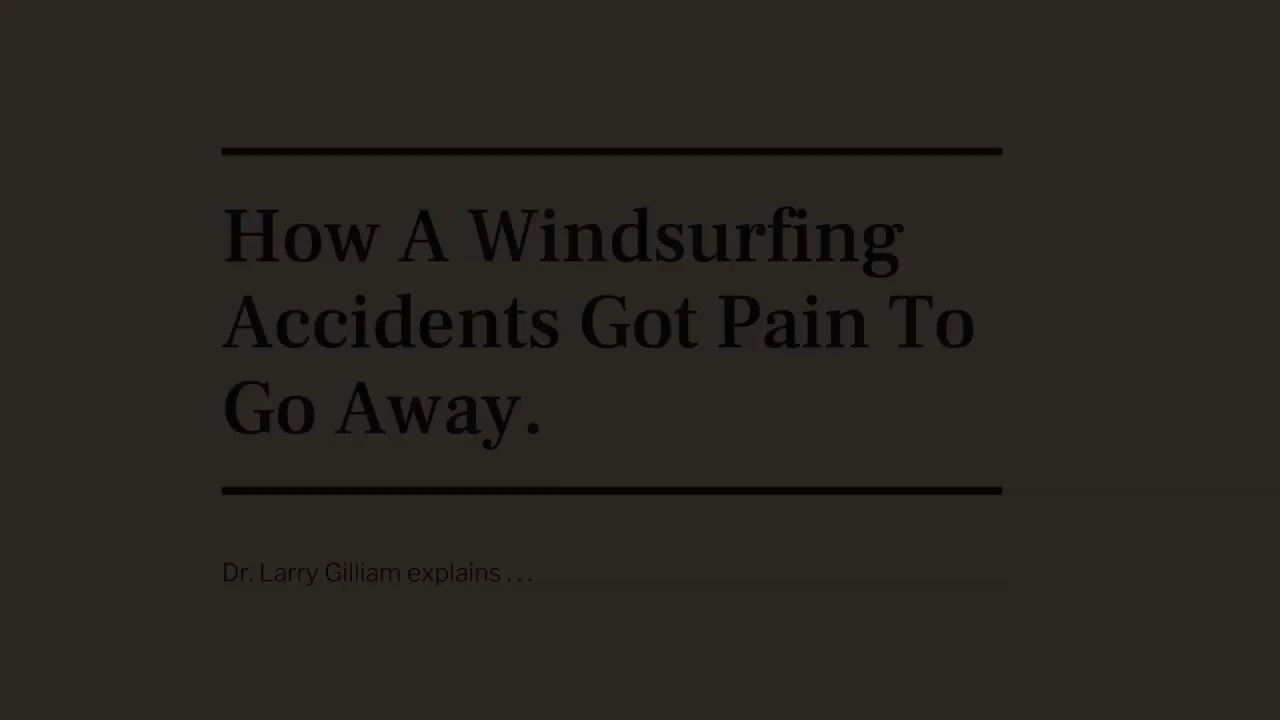 How A Windsurfing
Accidents Got Pain To
Go Away.
Dr. Larry Gilliam explains . . .